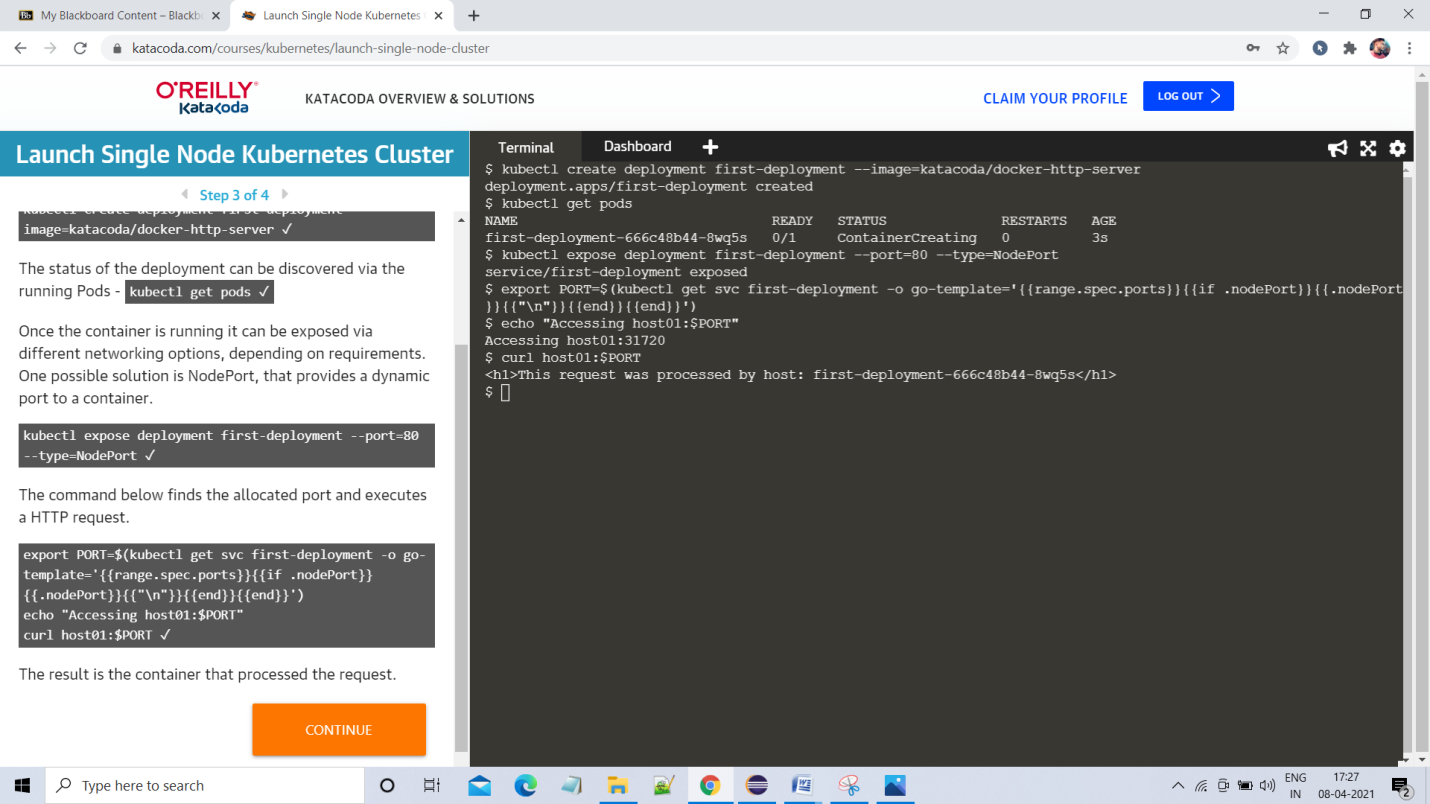 My Blackboard Content – Blackb
Launch Single Node Kubernetes
katacoda.com/courses/kubernetes/launch-single-node-cluster
O'REILLY
Katacoda
KATACODA OVERVIEW & SOLUTIONS
CLAIM YOUR PROFILE
LOG OUT
Launch Single Node Kubernetes Cluster
Step 3 of 4
kubectl create deployment first-deployment --
image=katacoda/docker-http-server ✓
The status of the deployment can be discovered via the
running Pods - kubectl get pods ✓
Once the container is running it can be exposed via
different networking options, depending on requirements.
One possible solution is NodePort, that provides a dynamic
port to a container.
kubectl expose deployment first-deployment --port=80
--type=NodePort ✓
The command below finds the allocated port and executes
a HTTP request.
export PORT=$(kubectl get svc first-deployment -o go-
template='{{range.spec.ports}}{{if .nodePort}}
{{.nodePort}}{{"\n"}}{{end}}{{end}}')
echo "Accessing host01:$PORT"
curl host01:$PORT ✓
The result is the container that processed the request.
CONTINUE
Terminal
Dashboard
$ kubectl create deployment first-deployment --image=katacoda/docker-http-server
deployment.apps/first-deployment created
$ kubectl get pods
NAME READY STATUS RESTARTS AGE
first-deployment-666c48b44-8wq5s 0/1 ContainerCreating 0 3s
$ kubectl expose deployment first-deployment --port=80 --type=NodePort
service/first-deployment exposed
$ export PORT=$(kubectl get svc first-deployment -o go-template='{{range.spec.ports}}{{if .nodePort}}{{.nodePort
}}{{"\n"}}{{end}}{{end}}')
$ echo "Accessing host01:$PORT"
Accessing host01:31720
$ curl host01:$PORT
<h1>This request was processed by host: first-deployment-666c48b44-8wq5s</h1>
$
Type here to search
ENG
IN
17:27
08-04-2021
2